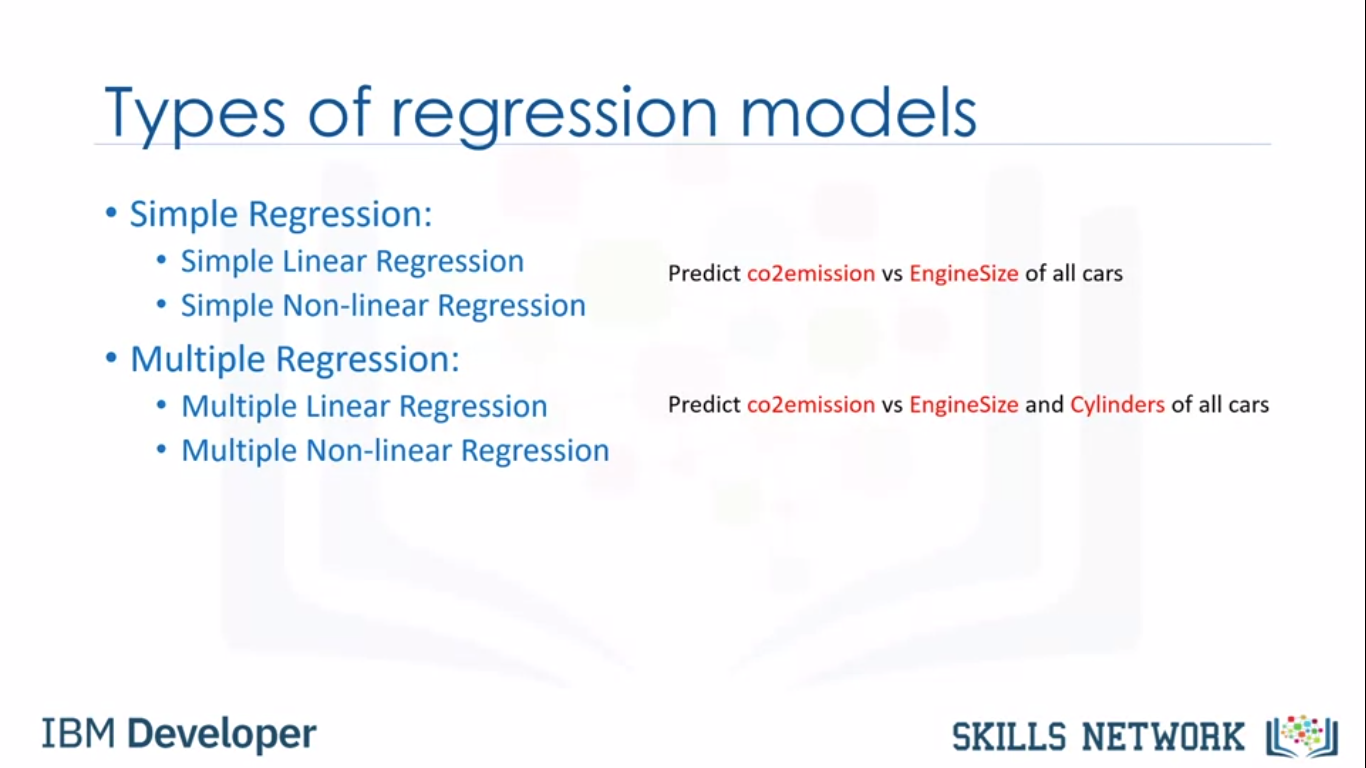 Types of regression models
• Simple Regression:
• Simple Linear Regression
• Simple Non-linear Regression
Predict co2emission vs EngineSize of all cars
• Multiple Regression:
• Multiple Linear Regression
• Multiple Non-linear Regression
Predict co2emission vs EngineSize and Cylinders of all cars
IBM Developer
SKILLS NETWORK